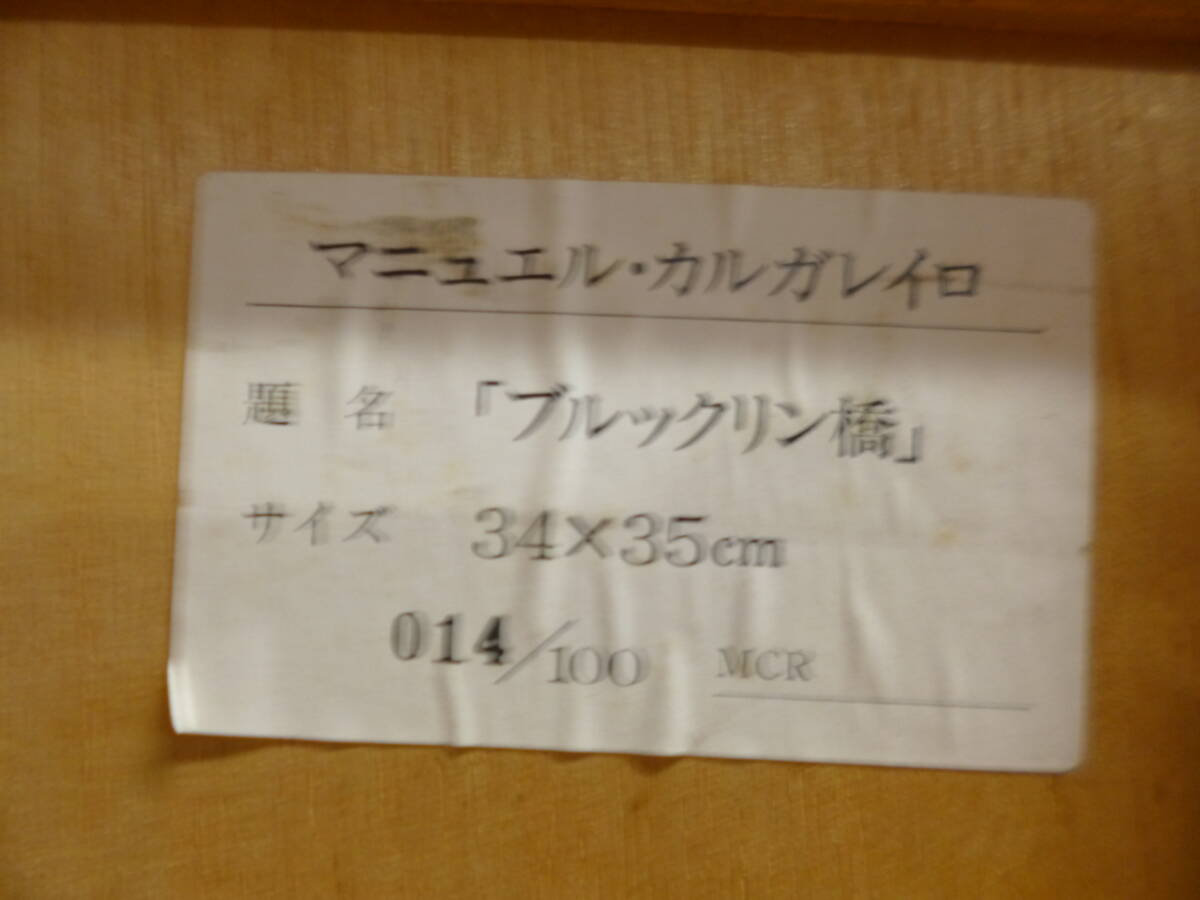 マニュエル・カルガレイロ
題名 「ブルックリン橋」
サイズ 34×35cm
014/100 MCR